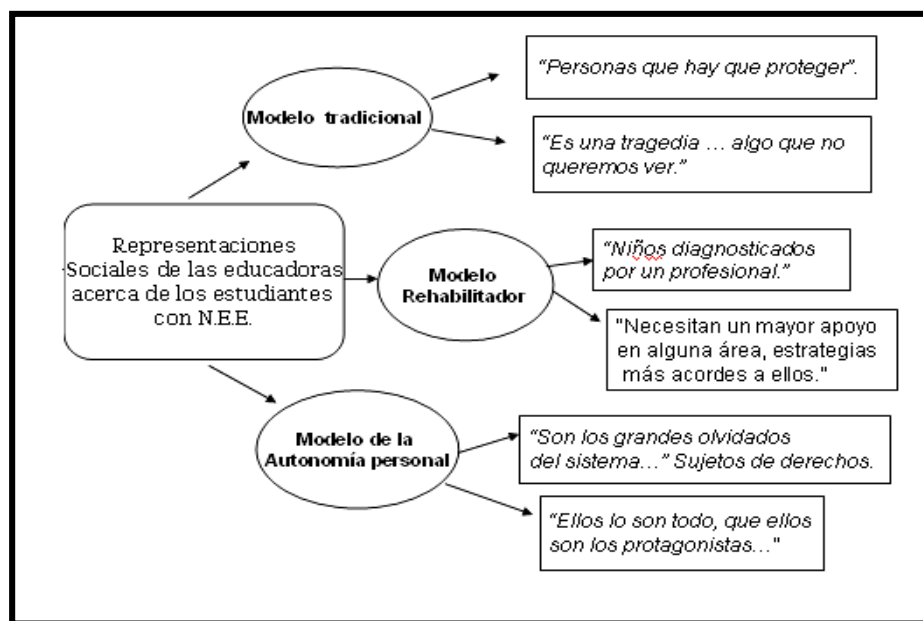 Representaciones
Sociales de las educadoras
acerca de los estudiantes
con N.E.E.
Modelo tradicional
“Personas que hay que proteger”.
“Es una tragedia … algo que no
queremos ver.”
Modelo
Rehabilitador
“Niños diagnosticados
por un profesional.”
"Necesitan un mayor apoyo
en alguna área, estrategias
más acordes a ellos."
Modelo de la
Autonomía personal
“Son los grandes olvidados
del sistema…” Sujetos de derechos.
“Ellos lo son todo, que ellos
son los protagonistas…"